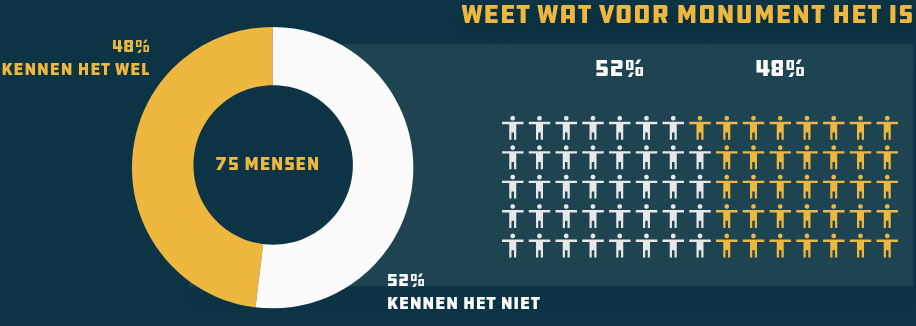 WEET WAT VOOR MONUMENT HET IS
48%
KENNEN HET WEL
52%
48%
75 MENSEN
52%
KENNEN HET NIET